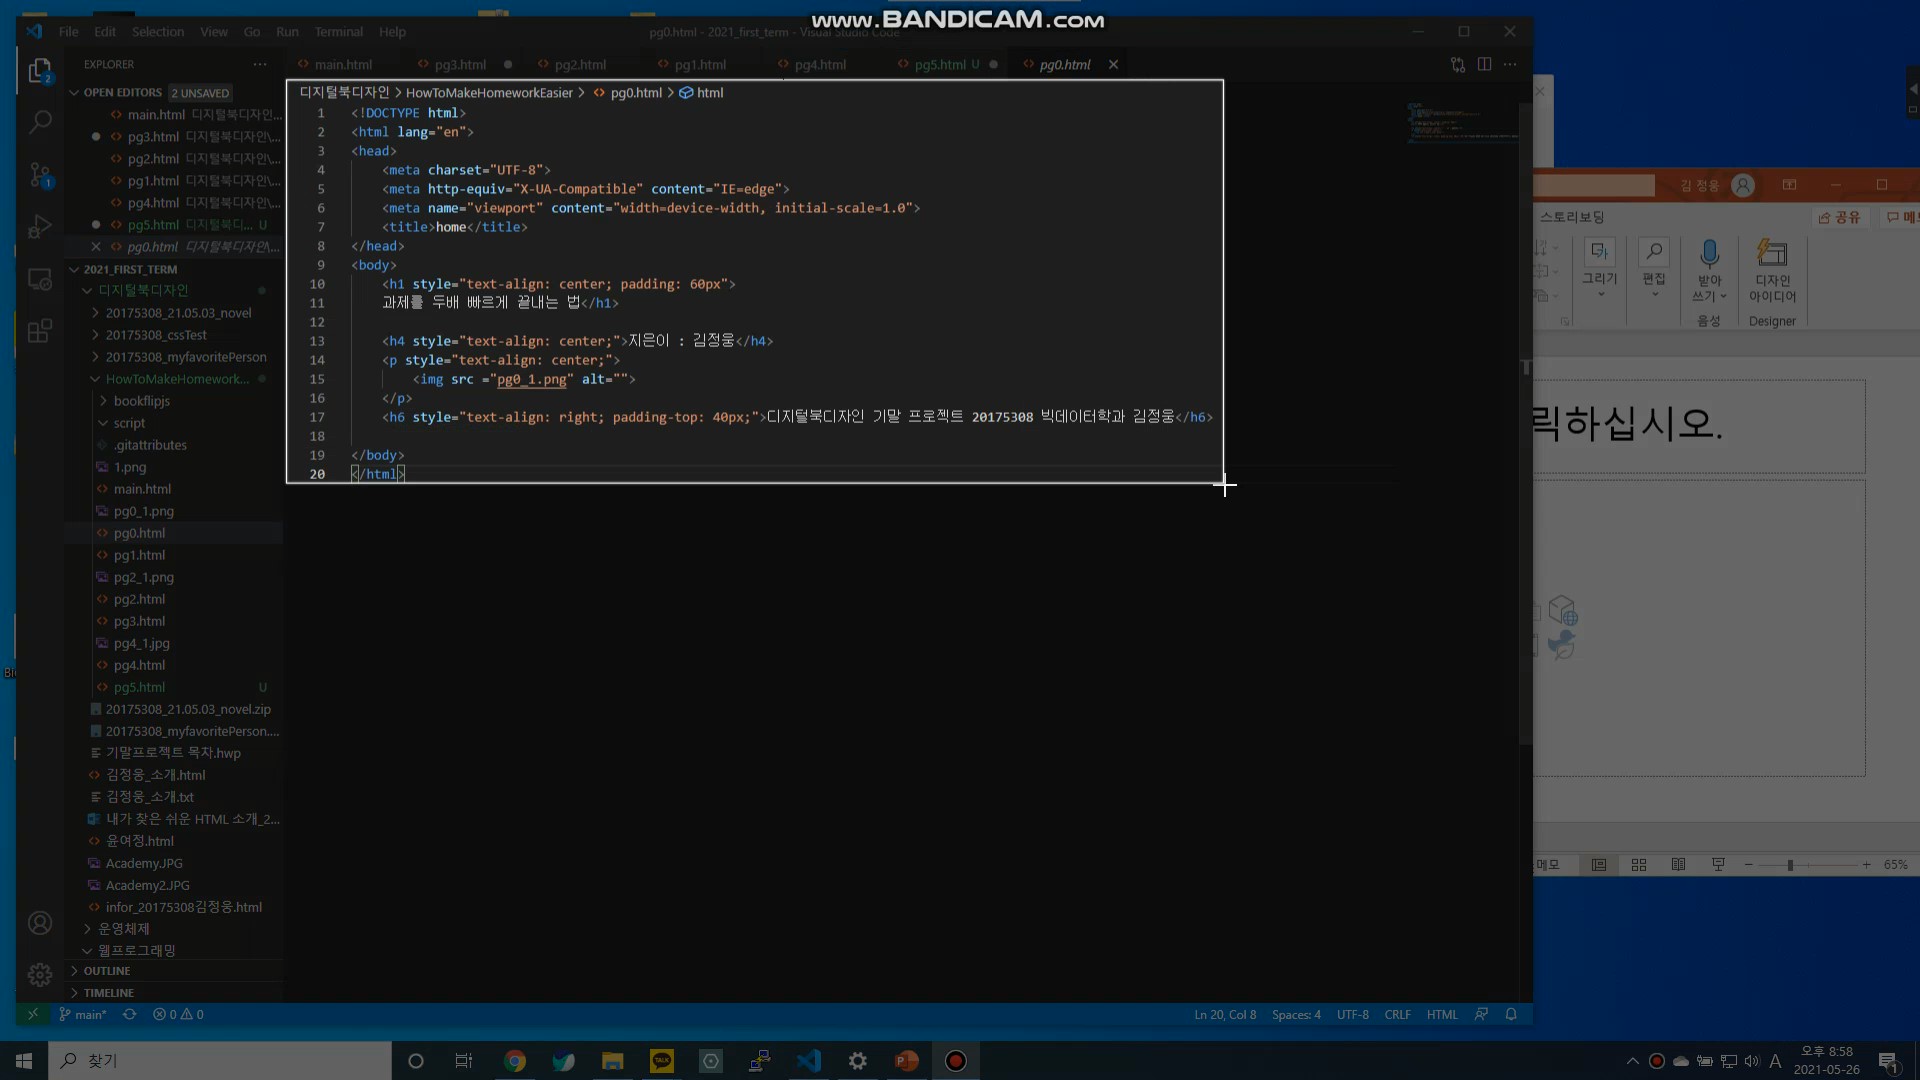 www.BANDICAM.com
File Edit Selection View Go Run Terminal Help
pg0.html - 2021_first_term - Visual Studio Code
EXPLORER
main.html
pg3.html
pg2.html
pg1.html
pg4.html
pg5.html U
pg0.html
OPEN EDITORS 2 UNSAVED
main.html 디지털북디자인...
pg3.html 디지털북디자인\...
pg2.html 디지털북디자인\...
pg1.html 디지털북디자인\...
pg4.html 디지털북디자인\...
pg5.html 디지털북디... U
pg0.html 디지털북디자인\...
2021_FIRST_TERM
디지털북디자인
20175308_21.05.03_novel
20175308_cssTest
20175308_myfavoritePerson
HowToMakeHomework...
bookflipjs
script
.gitattributes
1.png
main.html
pg0_1.png
pg0.html
pg1.html
pg2_1.png
pg2.html
pg3.html
pg4_1.jpg
pg4.html
pg5.html U
20175308_21.05.03_novel.zip
20175308_myfavoritePerson....
기말프로젝트 목차.hwp
김정웅_소개.html
김정웅_소개.txt
내가 찾은 쉬운 HTML 소개_2...
윤여정.html
Academy.JPG
Academy2.JPG
infor_20175308김정웅.html
운영체제
웹프로그래밍
OUTLINE
TIMELINE
디지털북디자인 > HowToMakeHomeworkEasier > pg0.html > html
1 <!DOCTYPE html>
2 <html lang="en">
3 <head>
4 <meta charset="UTF-8">
5 <meta http-equiv="X-UA-Compatible" content="IE=edge">
6 <meta name="viewport" content="width=device-width, initial-scale=1.0">
7 <title>home</title>
8 </head>
9 <body>
10 <h1 style="text-align: center; padding: 60px">
11 과제를 두배 빠르게 끝내는 법</h1>
12
13 <h4 style="text-align: center;">지은이 : 김정웅</h4>
14 <p style="text-align: center;">
15 <img src ="pg0_1.png" alt="">
16 </p>
17 <h6 style="text-align: right; padding-top: 40px;">디지털북디자인 기말 프로젝트 20175308 빅데이터학과 김정웅</h6>
18
19 </body>
20 </html>
김 정웅
스토리보딩
공유
메모
그리기
편집
받아
쓰기
디자인
아이디어
음성
Designer
릭하십시오.
메모
65%
main* 0 0
Ln 20, Col 8 Spaces: 4 UTF-8 CRLF HTML
찾기
TALK
A
오후 8:58
2021-05-26
1